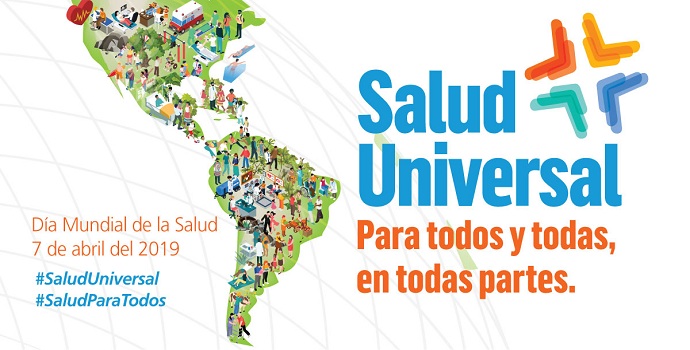 Salud
Universal
Para todos y todas,
en todas partes.
Día Mundial de la Salud
7 de abril del 2019
#SaludUniversal
#SaludParaTodos